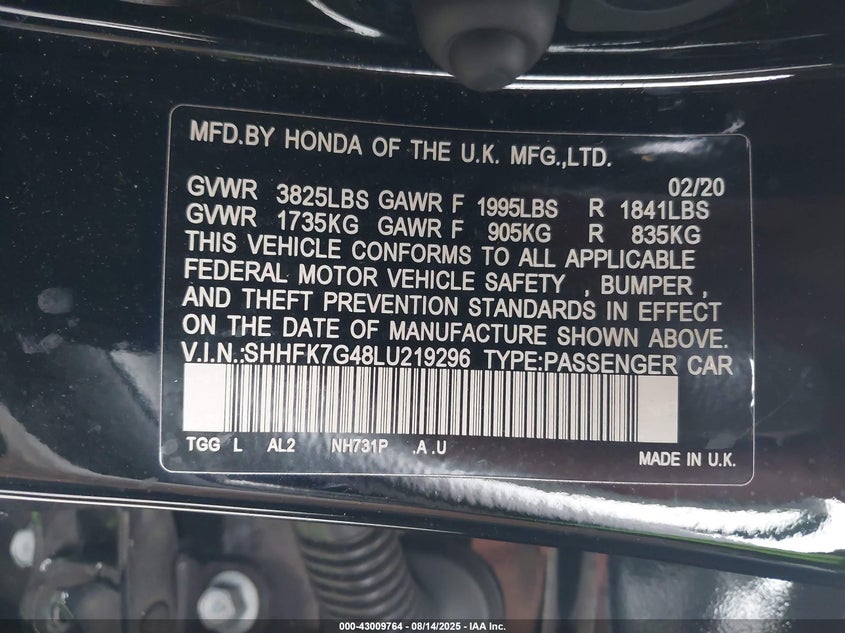 MFD.BY HONDA OF THE U.K. MFG.,LTD.
02/20
GVWR 3825LBS GAWR F 1995LBS R 1841LBS
GVWR 1735KG GAWR F 905KG R 835KG
THIS VEHICLE CONFORMS TO ALL APPLICABLE
FEDERAL MOTOR VEHICLE SAFETY , BUMPER ,
AND THEFT PREVENTION STANDARDS IN EFFECT
ON THE DATE OF MANUFACTURE SHOWN ABOVE.
V.I.N.:SHHFK7G48LU219296 TYPE:PASSENGER CAR
TGG L AL2 NH731P .A .U
MADE IN U.K.
000-43009764 - 08/14/2025 - IAA Inc.